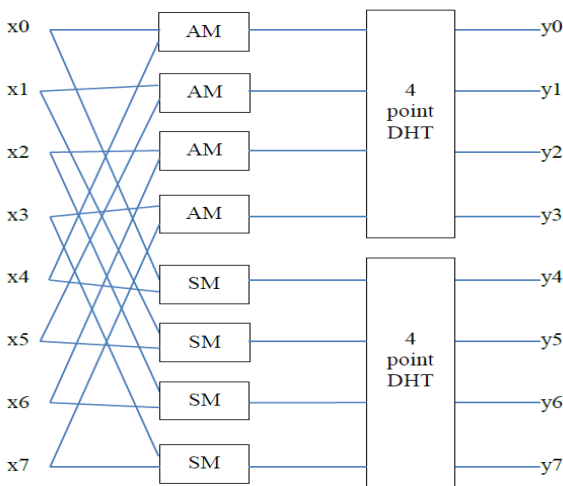 x0 AM y0
x1 AM 4 point DHT y1
x2 AM y2
x3 AM y3
x4 SM y4
x5 SM 4 point DHT y5
x6 SM y6
x7 SM y7